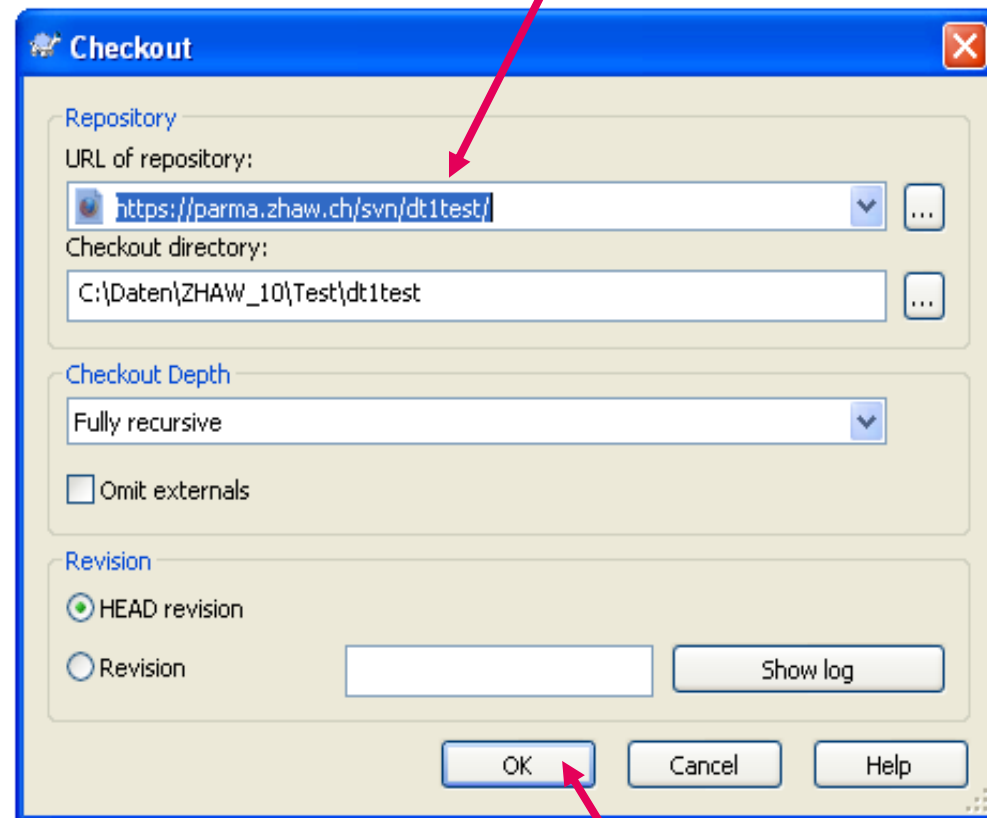 Checkout
Repository
URL of repository:
https://parma.zhaw.ch/svn/dt1test/
...
Checkout directory:
C:\Daten\ZHAW_10\Test\dt1test
...
Checkout Depth
Fully recursive
Omit externals
Revision
HEAD revision
Revision
Show log
OK Cancel Help